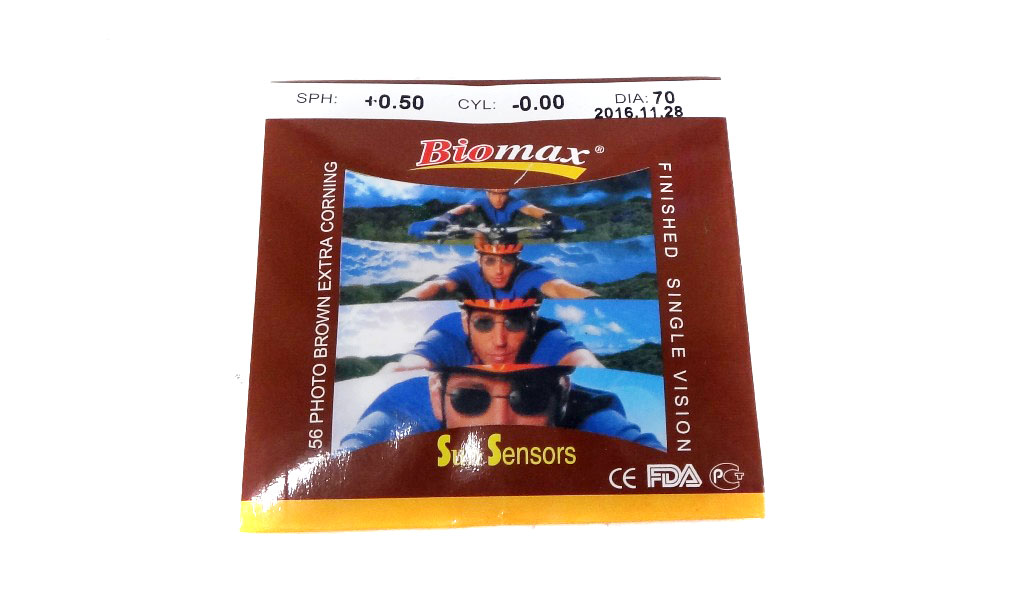 SPH: +0.50 CYL: -0.00 DIA: 70
2016.11.28
Biomax®
56 PHOTO BROWN EXTRA CORNING
FINISHED SINGLE VISION
Sun Sensors
CE FDA PCT